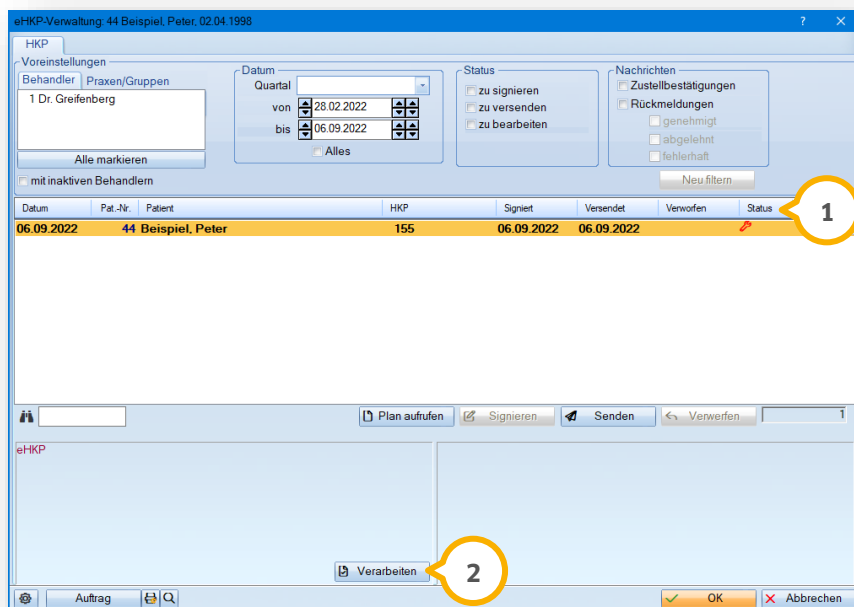 eHKP-Verwaltung: 44 Beispiel, Peter, 02.04.1998 ?
HKP
Voreinstellungen
Behandler Praxen/Gruppen
1 Dr. Greifenberg
Alle markieren
mit inaktiven Behandlern
Datum
Quartal
von 28.02.2022
bis 06.09.2022
Alles
Status
zu signieren
zu versenden
zu bearbeiten
Nachrichten
Zustellbestätigungen
Rückmeldungen
genehmigt
abgelehnt
fehlerhaft
Neu filtern
Datum Pat.-Nr. Patient HKP Signiert Versendet Verworfen Status
1
06.09.2022 44 Beispiel, Peter 155 06.09.2022 06.09.2022
Plan aufrufen Signieren Senden Verwerfen 1
eHKP
Verarbeiten
2
Auftrag OK Abbrechen